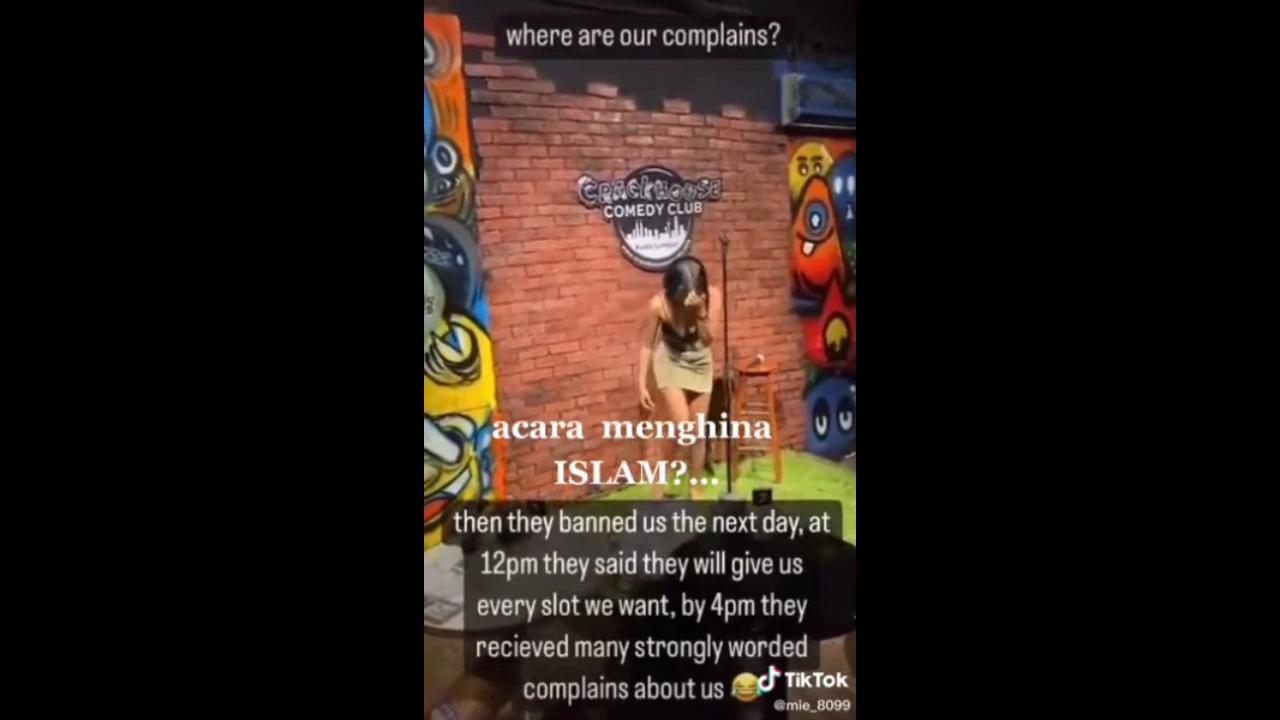 where are our complains?
CRACKHOUSE
COMEDY CLUB
acara menghina
ISLAM?...
then they banned us the next day, at
12pm they said they will give us
every slot we want, by 4pm they
recieved many strongly worded
complains about us 😂
TikTok
@mie_8099